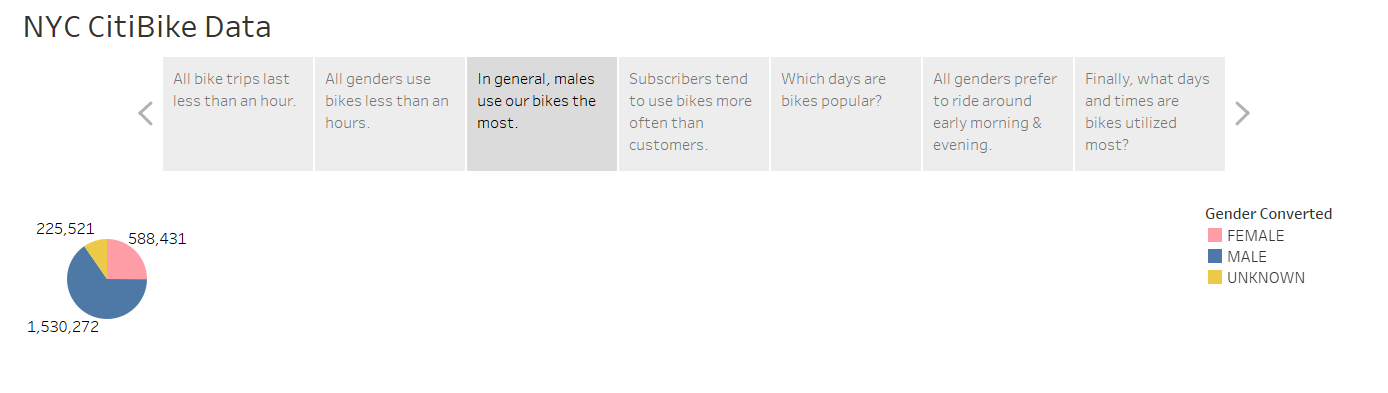 NYC CitiBike Data
All bike trips last
less than an hour.
All genders use
bikes less than an
hours.
In general, males
use our bikes the
most.
Subscribers tend
to use bikes more
often than
customers.
Which days are
bikes popular?
All genders prefer
to ride around
early morning &
evening.
Finally, what days
and times are
bikes utilized
most?
225,521
588,431
1,530,272
Gender Converted
FEMALE
MALE
UNKNOWN